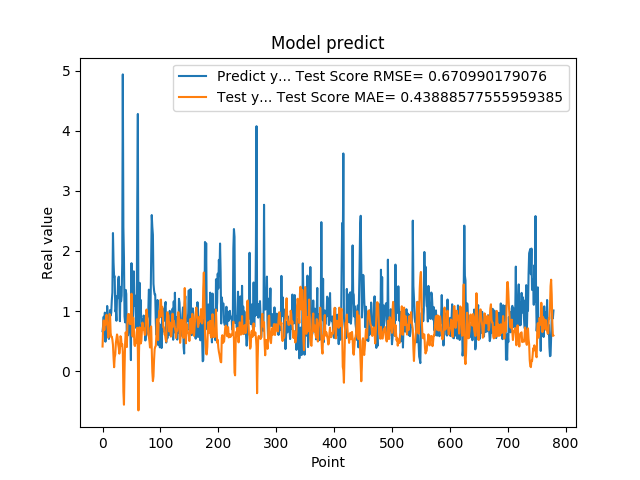 Model predict
Predict y... Test Score RMSE= 0.670990179076
Test y... Test Score MAE= 0.43888577555959385
5
4
3
2
1
0
Real value
0 100 200 300 400 500 600 700 800
Point